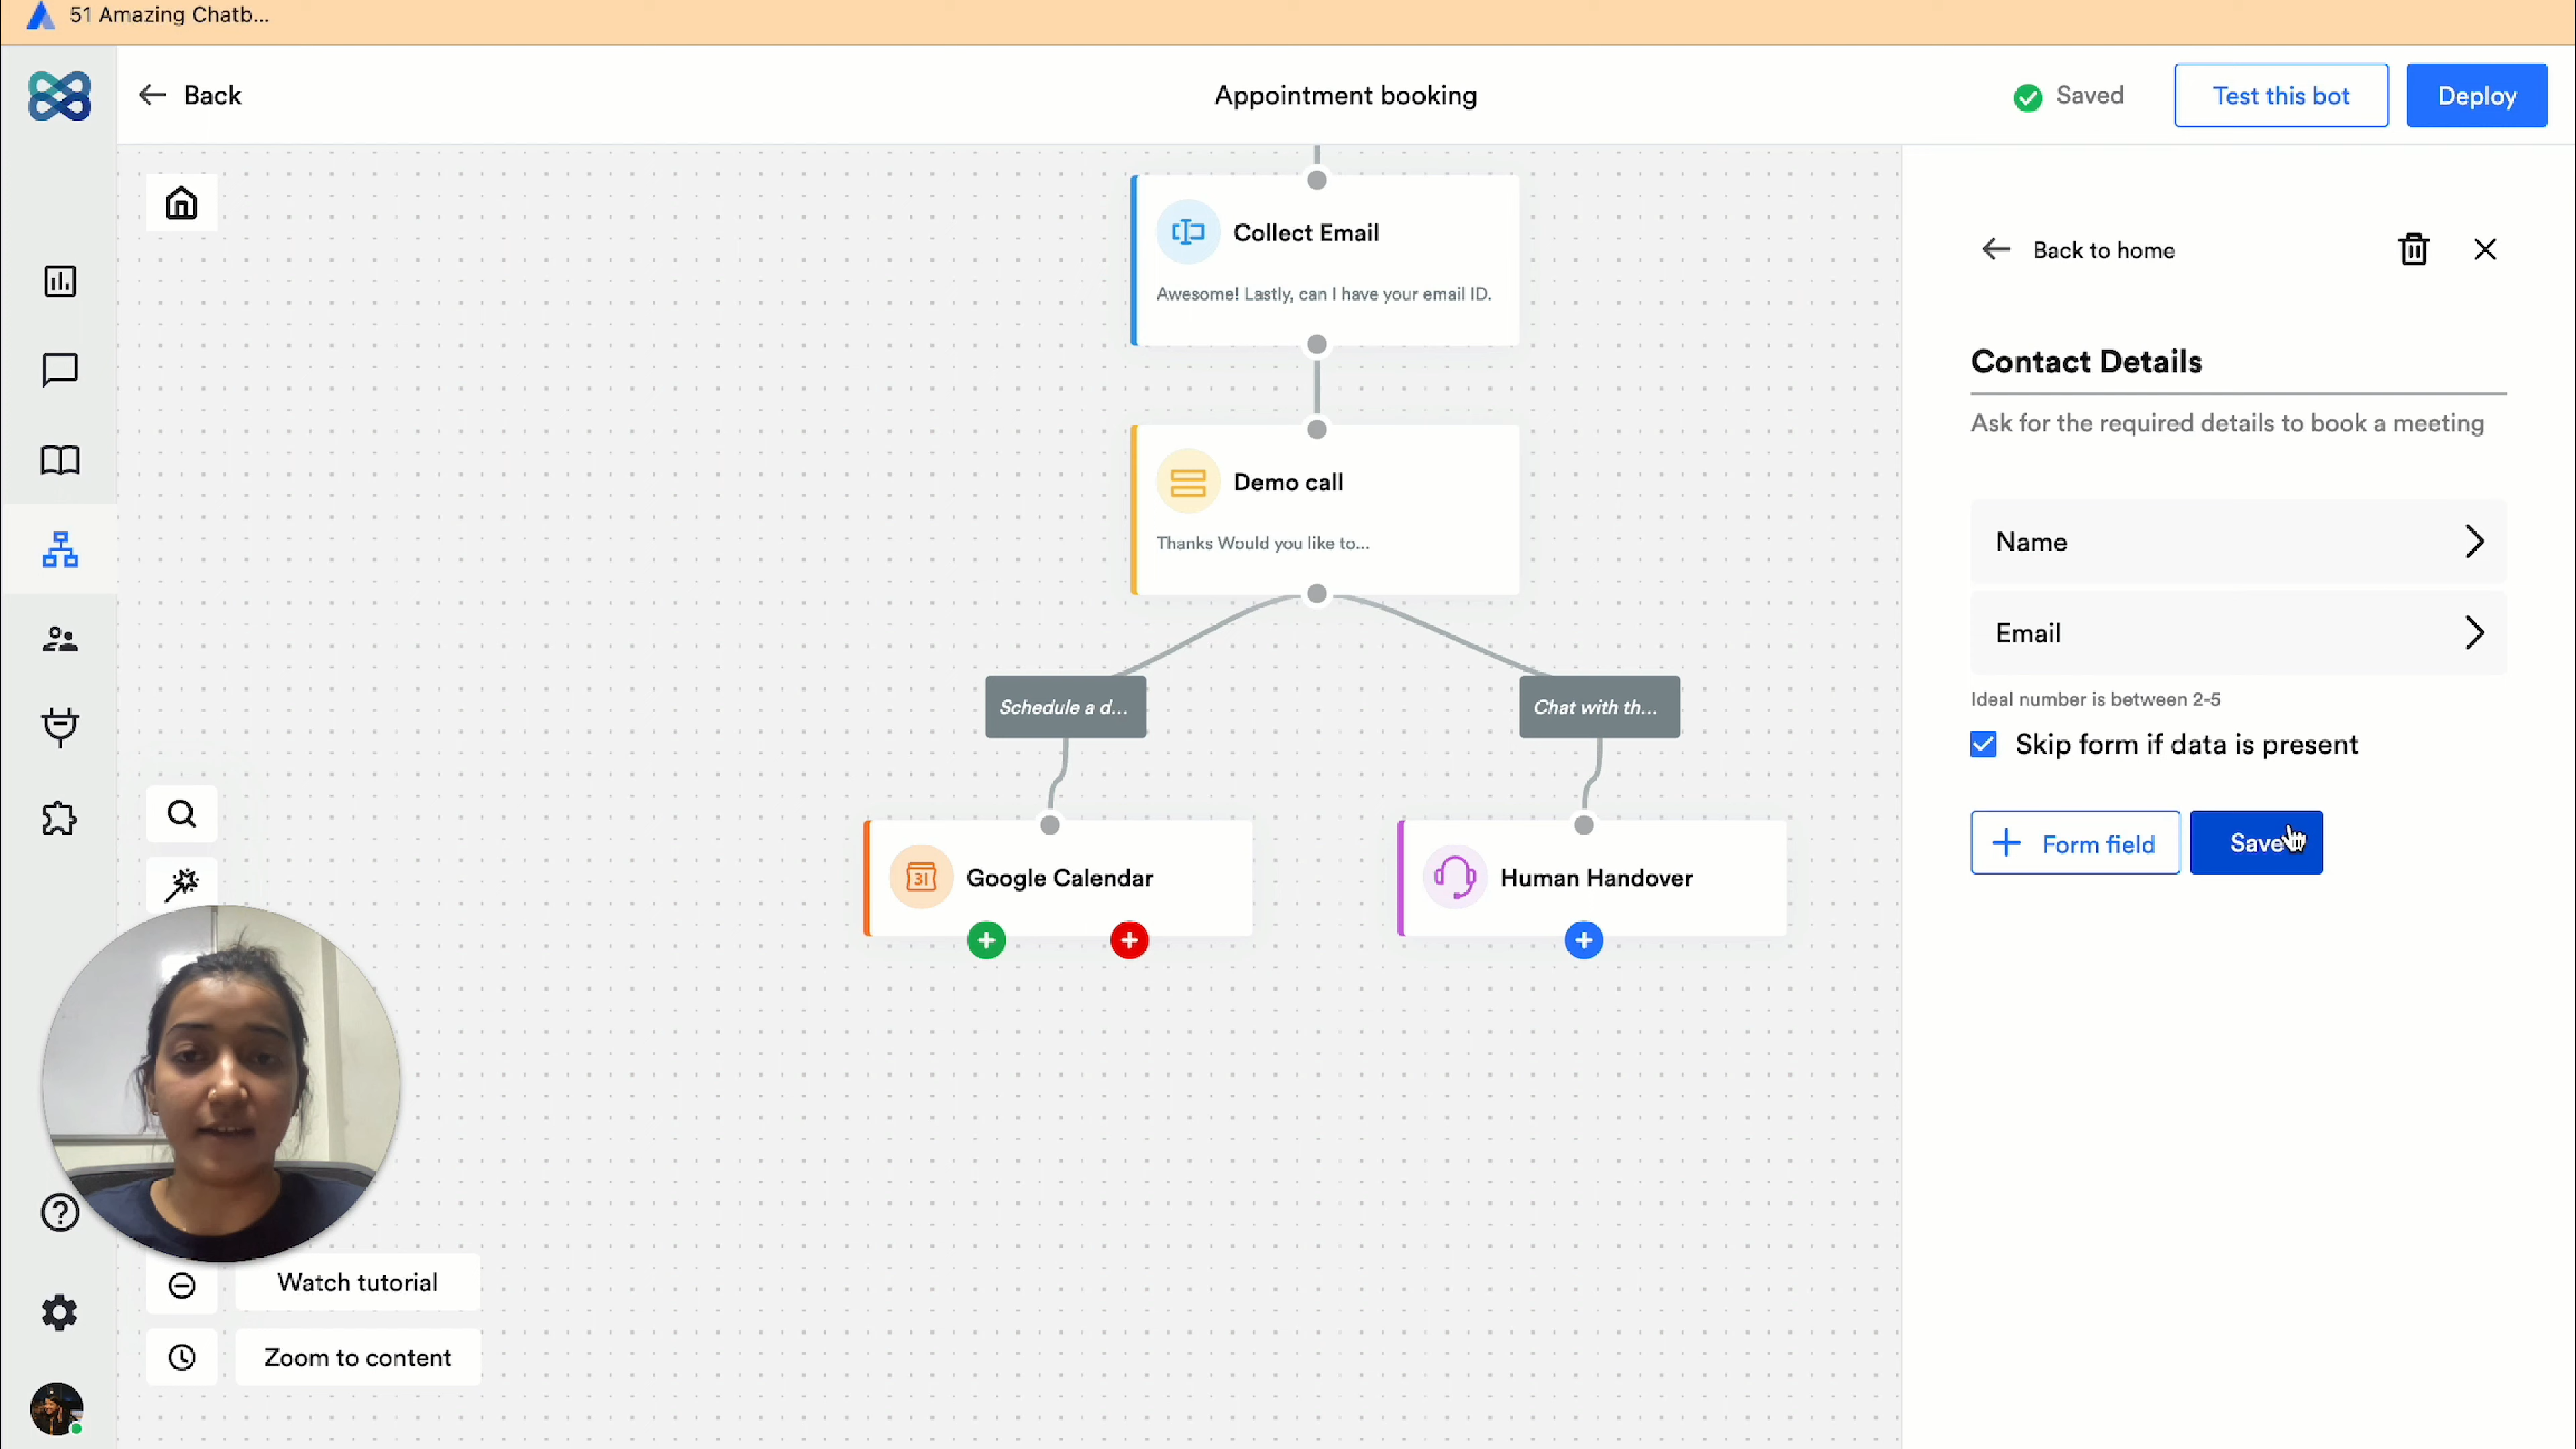 51 Amazing Chatb...
Back
Appointment booking
Saved
Test this bot
Deploy
Collect Email
Awesome! Lastly, can I have your email ID.
Demo call
Thanks Would you like to...
Schedule a d...
Chat with th...
31
Google Calendar
Human Handover
Back to home
Contact Details
Ask for the required details to book a meeting
Name
Email
Ideal number is between 2-5
Skip form if data is present
Form field
Save
Watch tutorial
Zoom to content